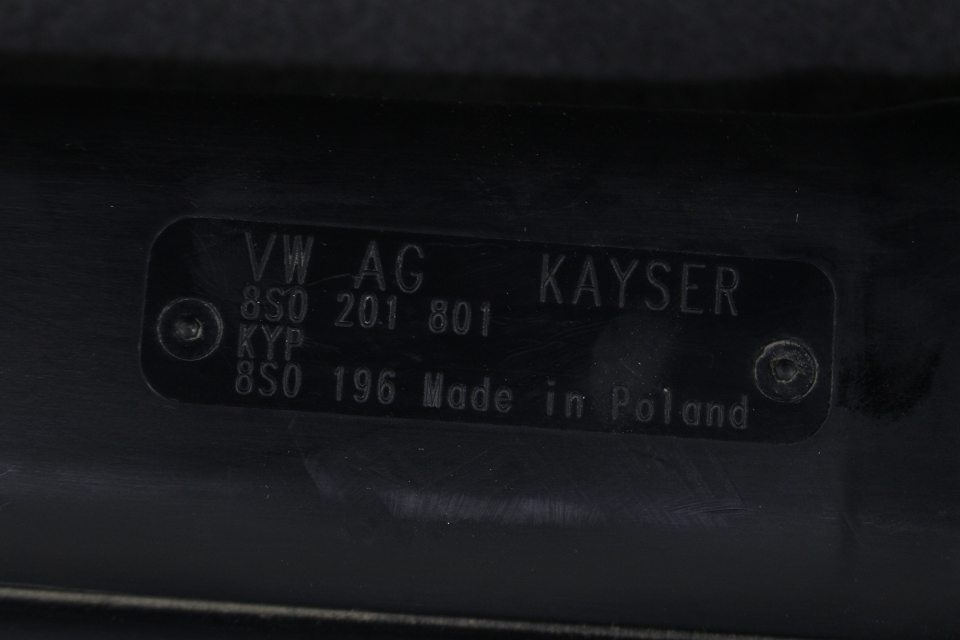 VW AG KAYSER
8S0 201 801
KYP
8S0 196 Made in Poland